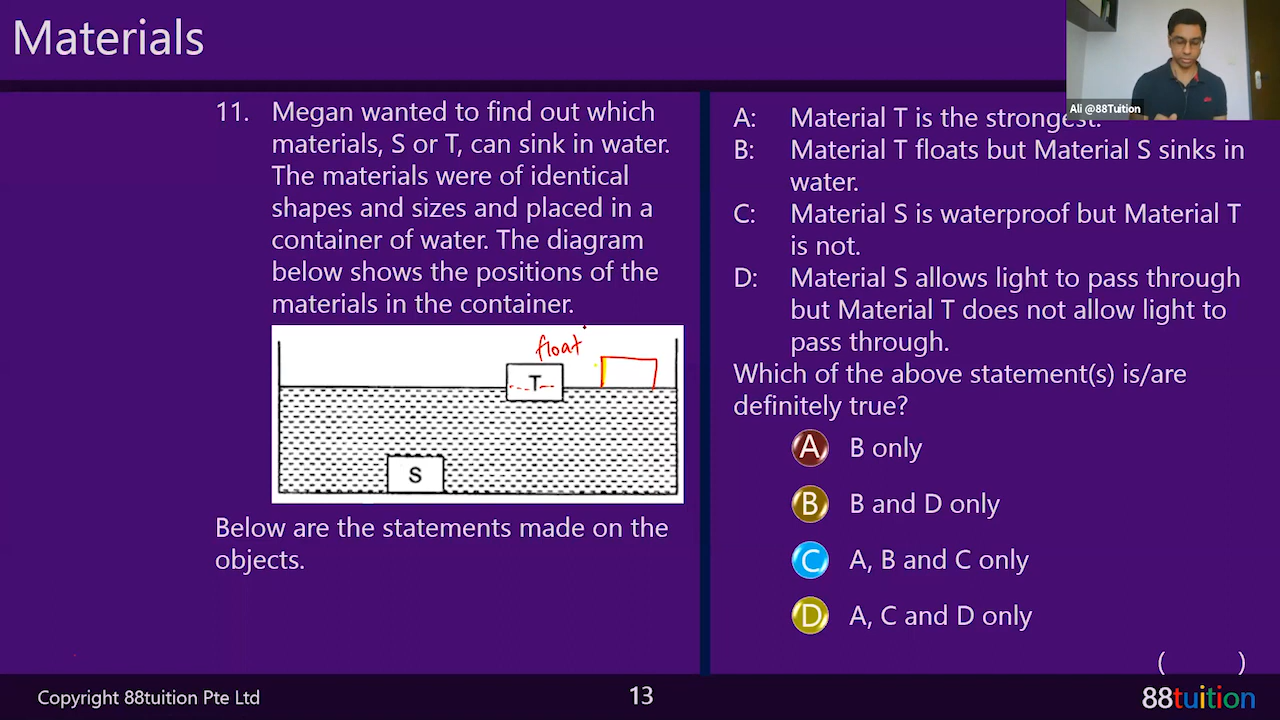 Materials
Ali @88Tuition
11. Megan wanted to find out which
materials, S or T, can sink in water.
The materials were of identical
shapes and sizes and placed in a
container of water. The diagram
below shows the positions of the
materials in the container.
float
T
S
Below are the statements made on the
objects.
A: Material T is the strongest.
B: Material T floats but Material S sinks in
water.
C: Material S is waterproof but Material T
is not.
D: Material S allows light to pass through
but Material T does not allow light to
pass through.
Which of the above statement(s) is/are
definitely true?
A B only
B B and D only
C A, B and C only
D A, C and D only
( )
Copyright 88tuition Pte Ltd
13
88tuition